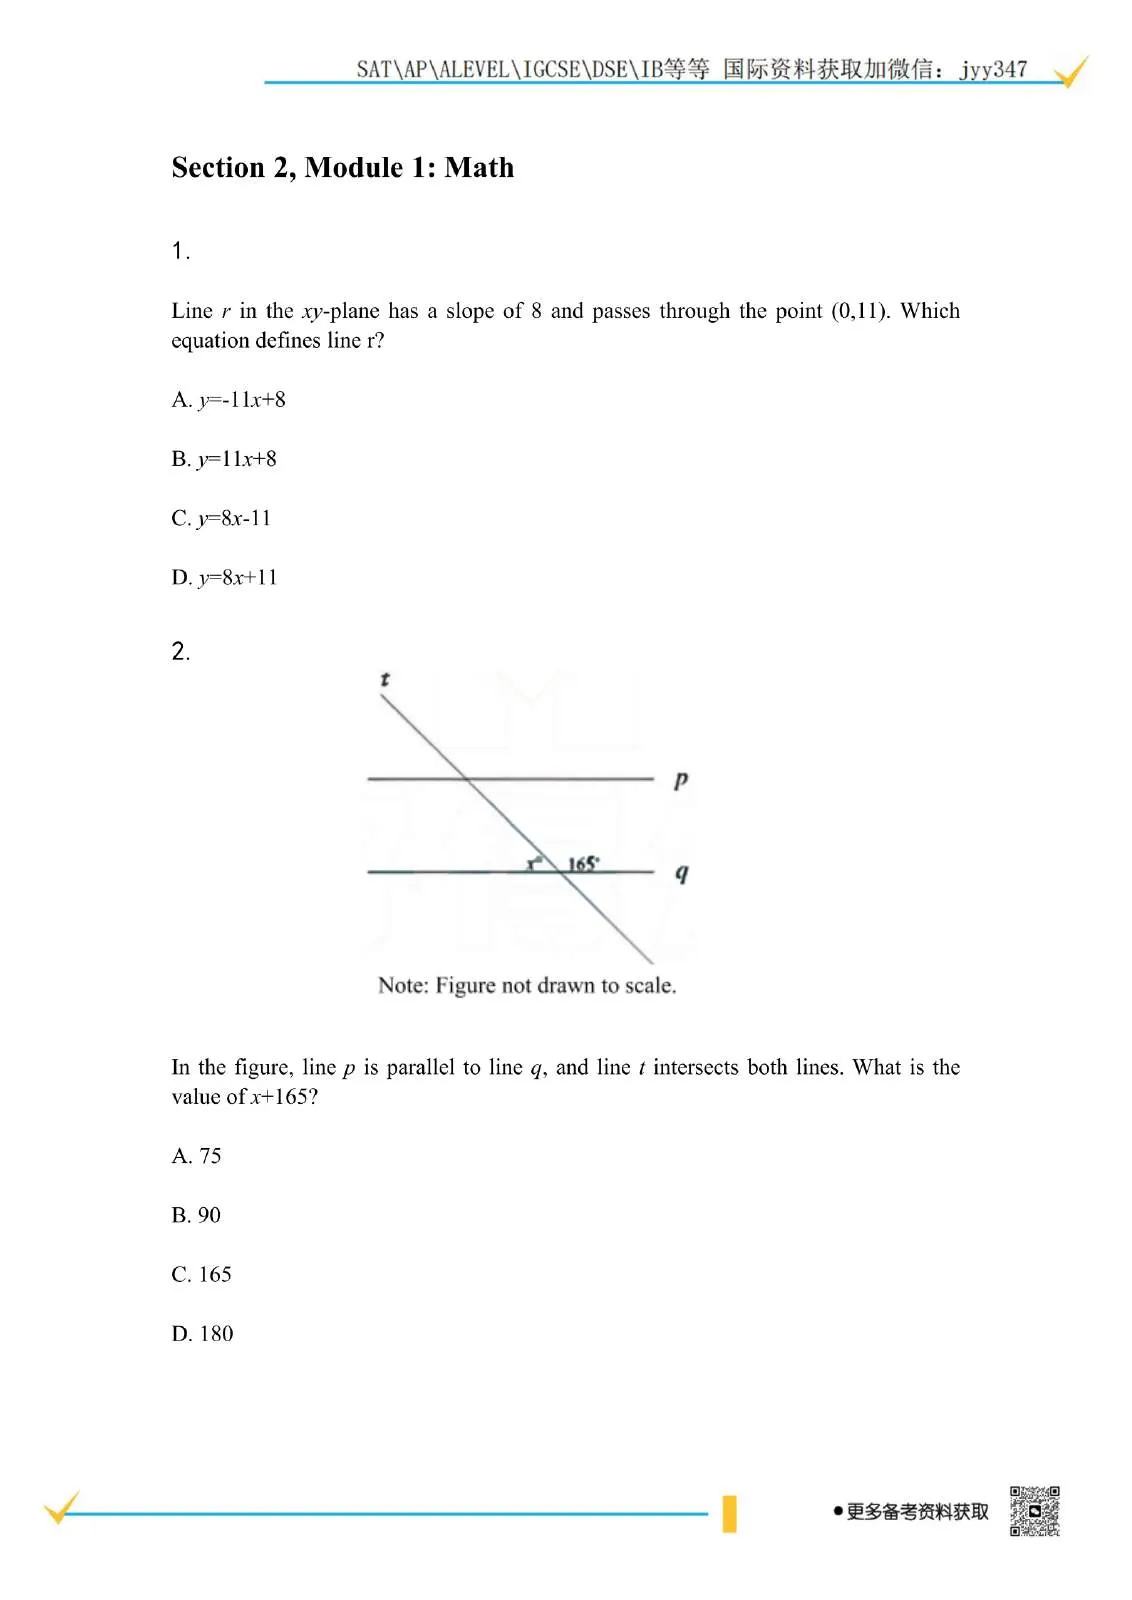 SAT\AP\ALEVEL\IGCSE\DSE\IB等等 国际资料获取加微信：jyy347
Section 2, Module 1: Math
1.
Line r in the xy-plane has a slope of 8 and passes through the point (0,11). Which
equation defines line r?
A. y=-11x+8
B. y=11x+8
C. y=8x-11
D. y=8x+11
2.
t
p
x° 165°
q
Note: Figure not drawn to scale.
In the figure, line p is parallel to line q, and line t intersects both lines. What is the
value of x+165?
A. 75
B. 90
C. 165
D. 180
●更多备考资料获取